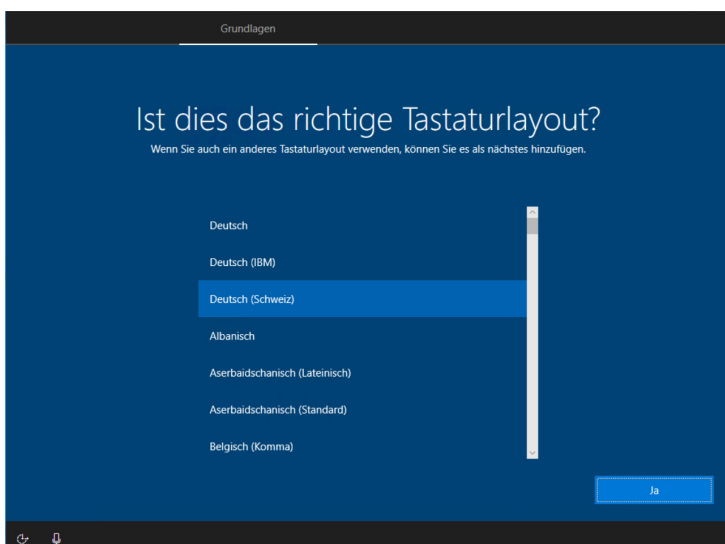 Grundlagen
Ist dies das richtige Tastaturlayout?
Wenn Sie auch ein anderes Tastaturlayout verwenden, können Sie es als nächstes hinzufügen.
Deutsch
Deutsch (IBM)
Deutsch (Schweiz)
Albanisch
Aserbaidschanisch (Lateinisch)
Aserbaidschanisch (Standard)
Belgisch (Komma)
Ja